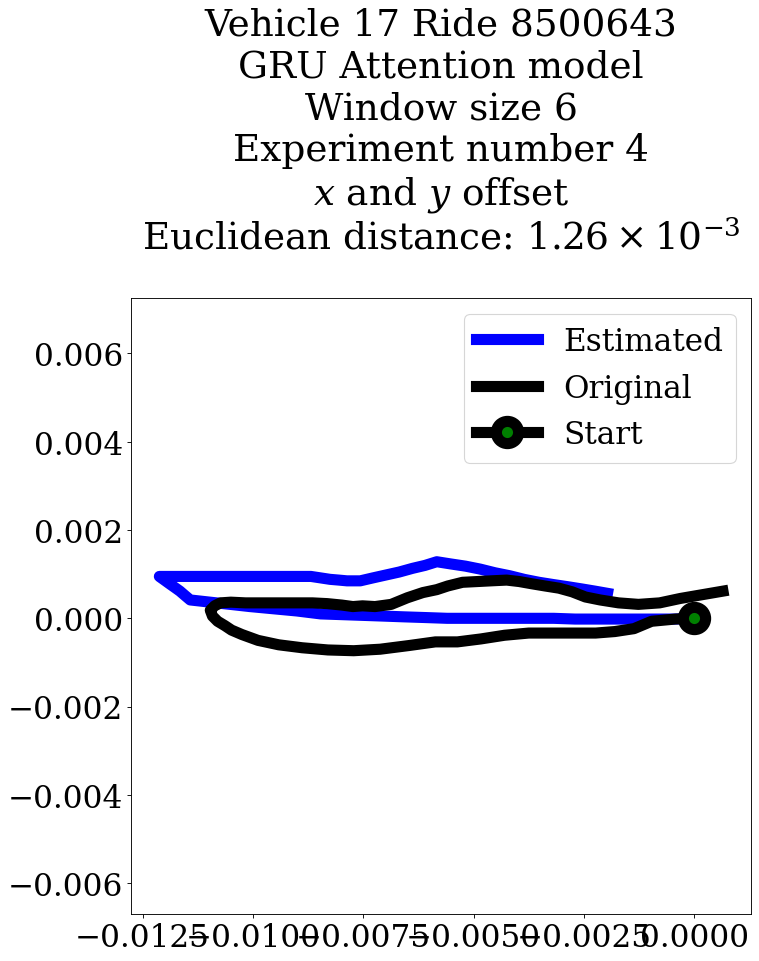 Vehicle 17 Ride 8500643
GRU Attention model
Window size 6
Experiment number 4
x and y offset
Euclidean distance: 1.26 × 10⁻³
Estimated
Original
Start
0.006
0.004
0.002
0.000
−0.002
−0.004
−0.006
−0.0125 −0.0100 −0.0075 −0.0050 −0.0025 0.0000